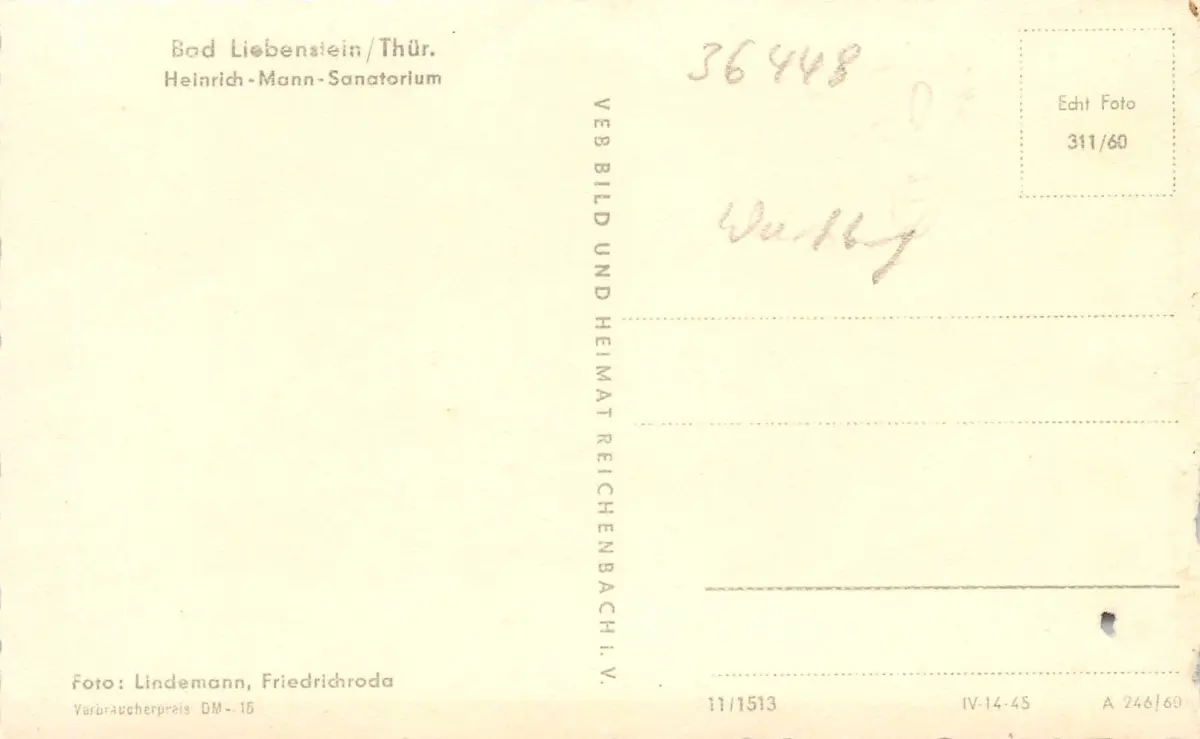 Bad Liebenstein/Thür.
Heinrich-Mann-Sanatorium
36448
Echt Foto
311/60
VEB BILD UND HEIMAT REICHENBACH i. V.
Foto: Lindemann, Friedrichroda
Verbraucherpreis DM -.15
11/1513
IV-14-45
A 246/60